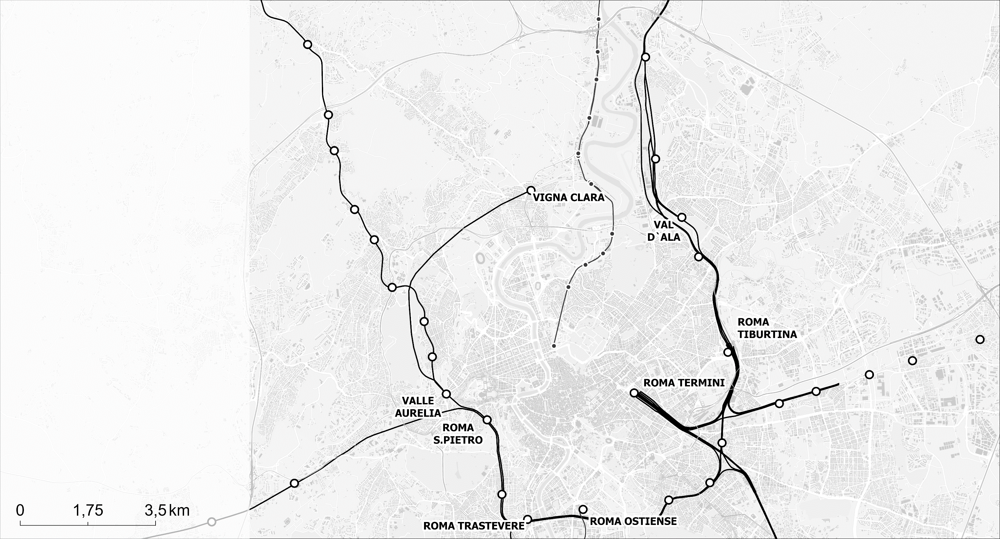 VIGNA CLARA
VAL
D`ALA
ROMA
TIBURTINA
ROMA TERMINI
VALLE
AURELIA
ROMA
S.PIETRO
0 1,75 3,5 km
ROMA TRASTEVERE
ROMA OSTIENSE